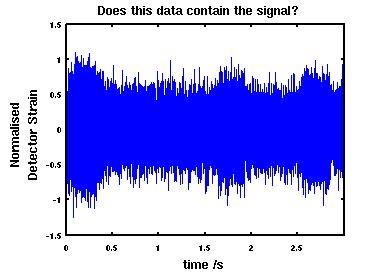 Does this data contain the signal?
Normalised
Detector Strain
1.5
1
0.5
0
-0.5
-1
-1.5
0 0.5 1 1.5 2 2.5
time /s